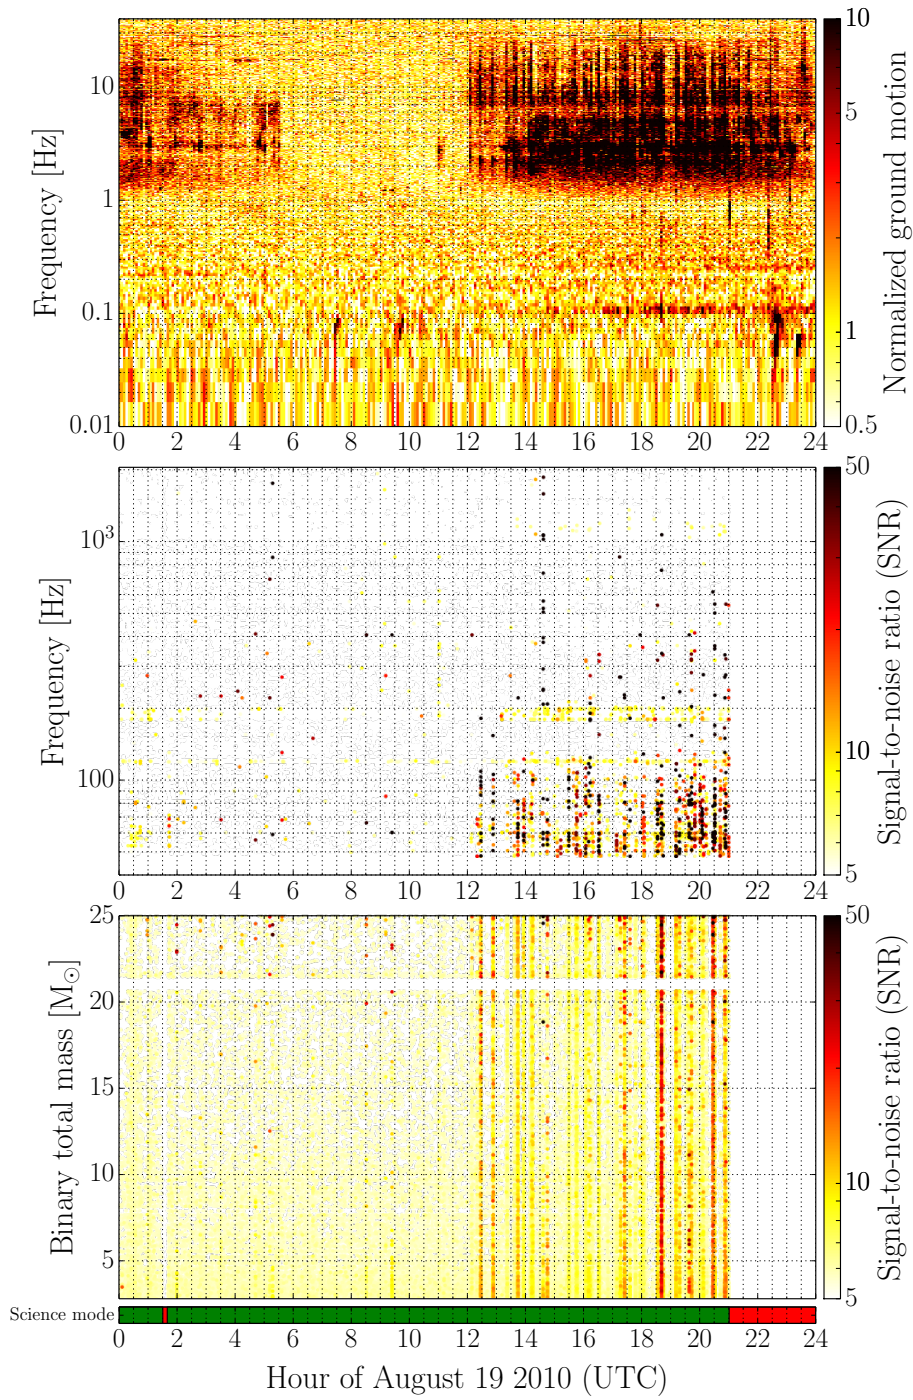 10
10
5
1
1
0.1
0.01
0.5
Frequency [Hz]
Normalized ground motion
0 2 4 6 8 10 12 14 16 18 20 22 24
50
10³
10
100
5
Frequency [Hz]
Signal-to-noise ratio (SNR)
0 2 4 6 8 10 12 14 16 18 20 22 24
25
50
20
15
10
10
5
5
Binary total mass [M☉]
Signal-to-noise ratio (SNR)
Science mode
0 2 4 6 8 10 12 14 16 18 20 22 24
Hour of August 19 2010 (UTC)